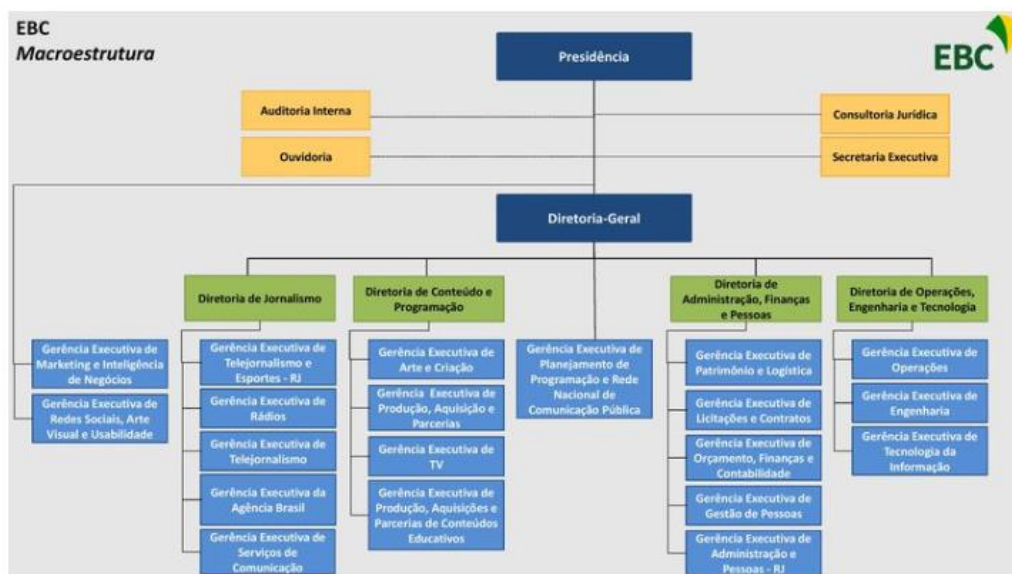 EBC
Macroestrutura
EBC
Presidência
Auditoria Interna
Consultoria Jurídica
Ouvidoria
Secretaria Executiva
Diretoria-Geral
Diretoria de Jornalismo
Diretoria de Conteúdo e
Programação
Diretoria de
Administração, Finanças
e Pessoas
Diretoria de Operações,
Engenharia e Tecnologia
Gerência Executiva de
Marketing e Inteligência
de Negócios
Gerência Executiva de
Redes Sociais, Arte
Visual e Usabilidade
Gerência Executiva de
Telejornalismo e
Esportes - RJ
Gerência Executiva de
Rádios
Gerência Executiva de
Telejornalismo
Gerência Executiva da
Agência Brasil
Gerência Executiva de
Serviços de
Comunicação
Gerência Executiva de
Arte e Criação
Gerência Executiva de
Produção, Aquisição e
Parcerias
Gerência Executiva de
TV
Gerência Executiva de
Produção, Aquisições e
Parcerias de Conteúdos
Educativos
Gerência Executiva de
Planejamento de
Programação e Rede
Nacional de
Comunicação Pública
Gerência Executiva de
Patrimônio e Logística
Gerência Executiva de
Licitações e Contratos
Gerência Executiva de
Orçamento, Finanças e
Contabilidade
Gerência Executiva de
Gestão de Pessoas
Gerência Executiva de
Administração e
Pessoas - RJ
Gerência Executiva de
Operações
Gerência Executiva de
Engenharia
Gerência Executiva de
Tecnologia da
Informação